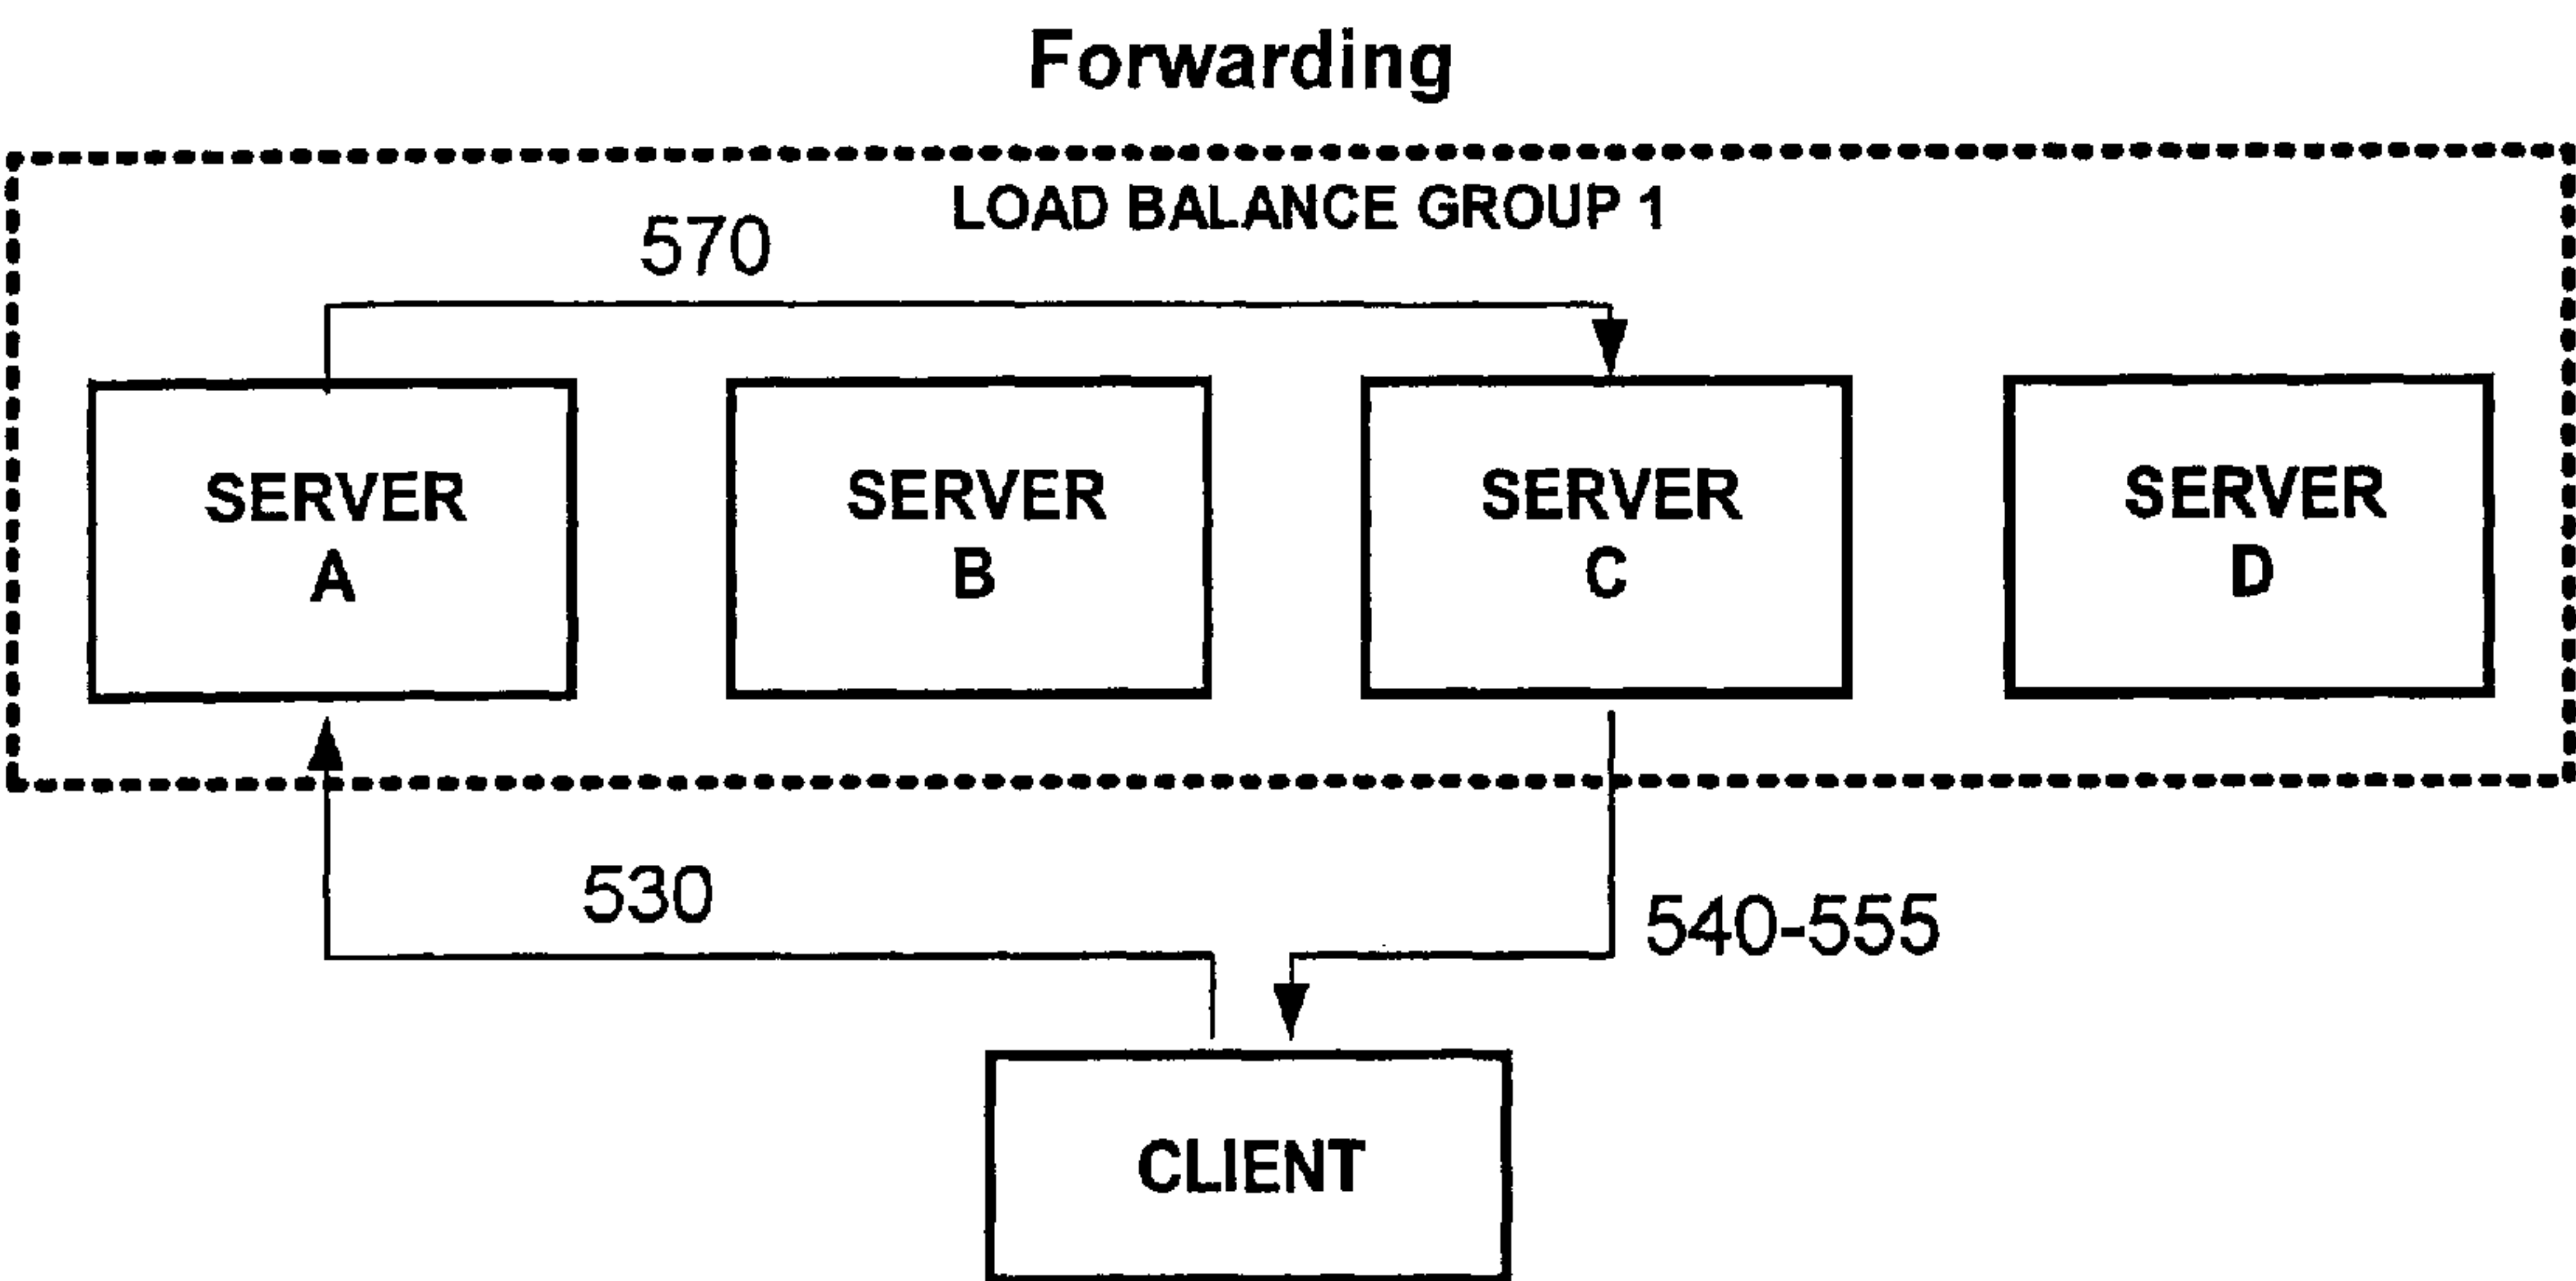 Forwarding
LOAD BALANCE GROUP 1
570
SERVER
A
SERVER
B
SERVER
C
SERVER
D
530
540-555
CLIENT